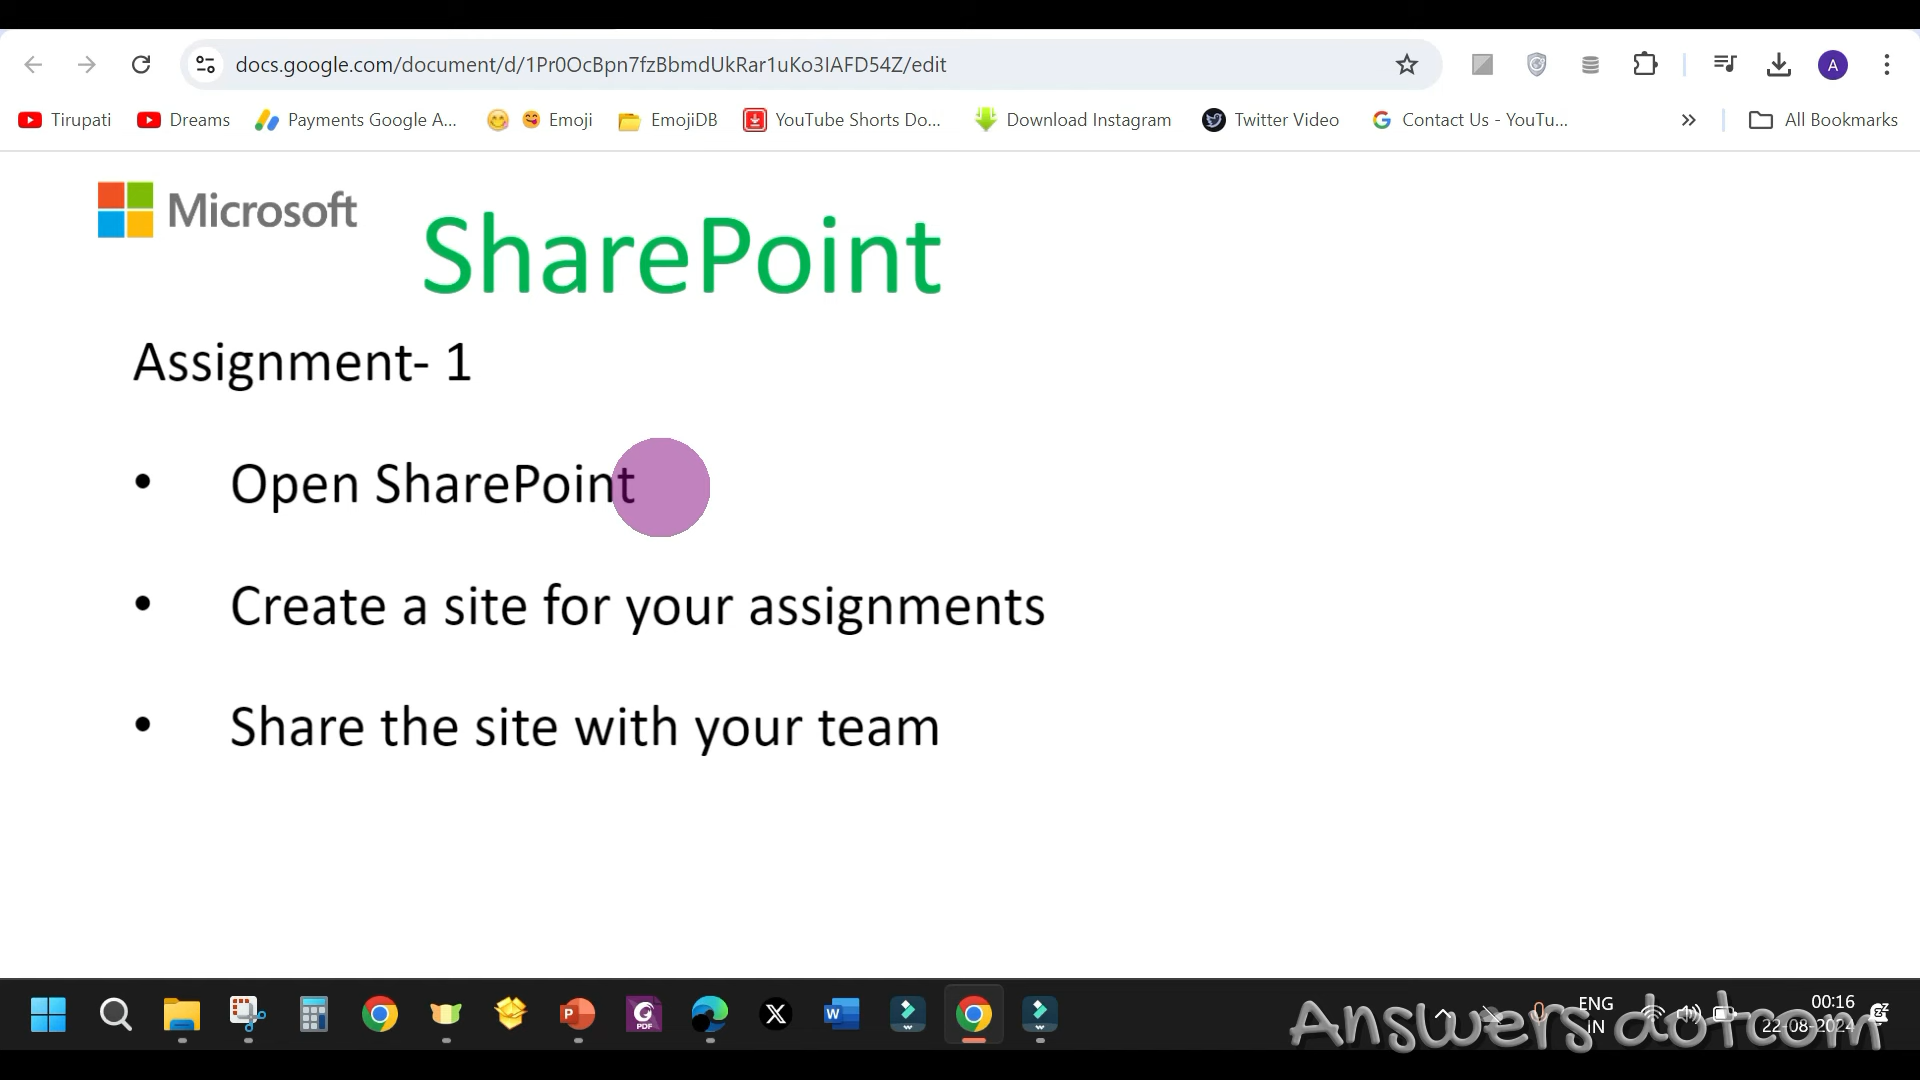 docs.google.com/document/d/1Pr0OcBpn7fzBbmdUkRar1uKo3IAFD54Z/edit
A
Tirupati
Dreams
Payments Google A...
Emoji
EmojiDB
YouTube Shorts Do...
Download Instagram
Twitter Video
Contact Us - YouTu...
All Bookmarks
Microsoft
SharePoint
Assignment- 1
• Open SharePoint
• Create a site for your assignments
• Share the site with your team
ENG
IN
00:16
22-08-2024
Answers dotcom